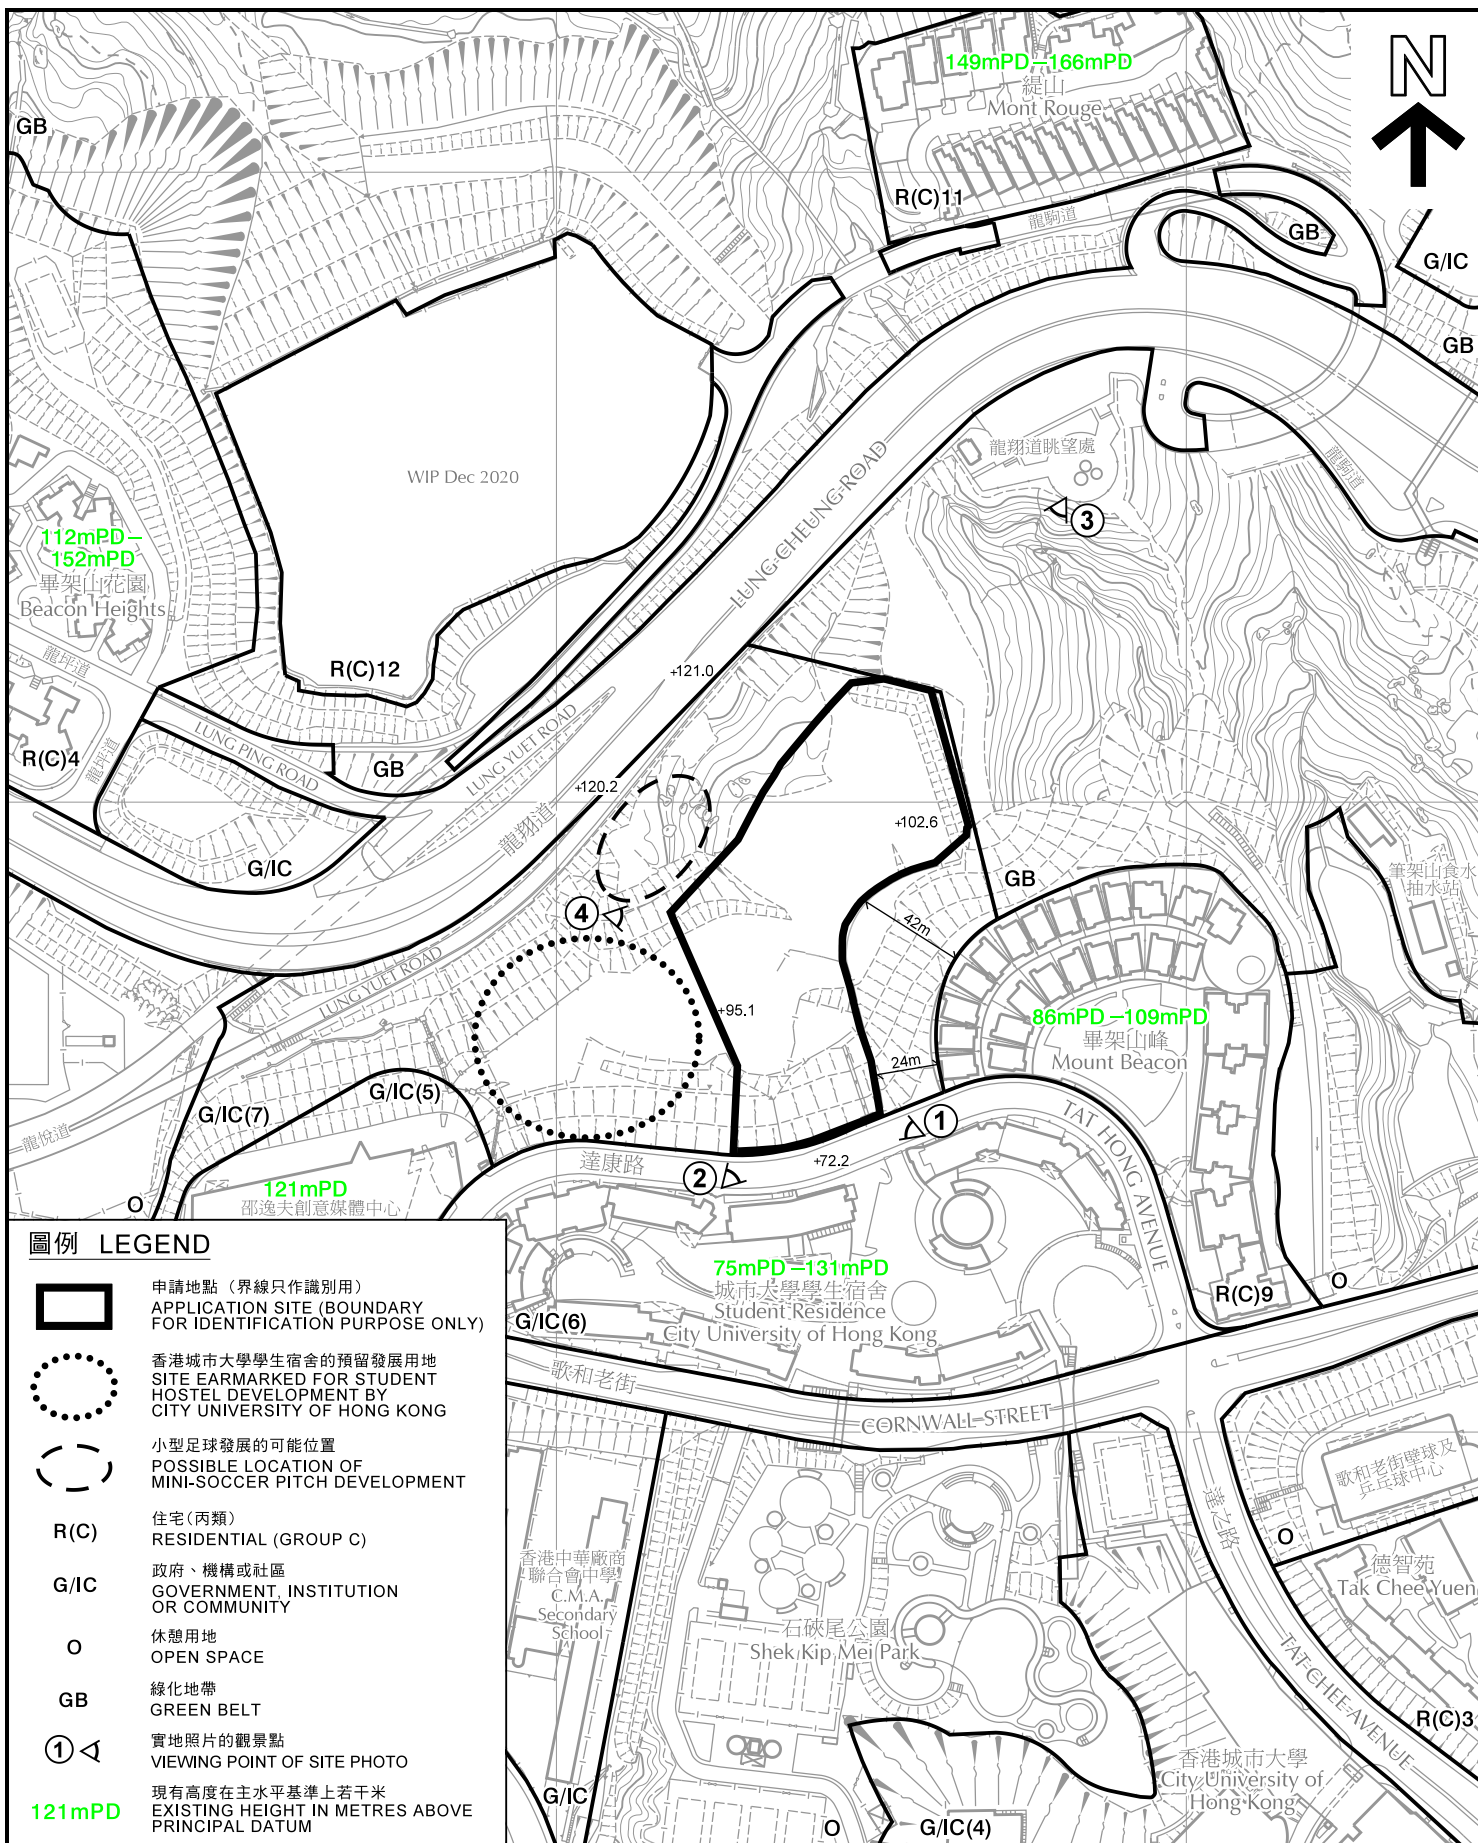 N
149mPD–166mPD
緹山
Mont Rouge
GB
R(C)11
龍駒道
GB
G/IC
GB
龍翔道眺望處
LUNG CHEUNG ROAD
龍駒道
WIP Dec 2020
3
112mPD–
152mPD
畢架山花園
Beacon Heights
龍坪道
R(C)12
+121.0
R(C)4
龍坪道
LUNG PING ROAD
GB
LUNG YUET ROAD
+120.2
龍翔道
+102.6
G/IC
GB
筆架山食水
抽水站
4
42m
LUNG YUET ROAD
+95.1
86mPD–109mPD
畢架山峰
Mount Beacon
24m
G/IC(5)
G/IC(7)
龍悅道
1
TAT HONG AVENUE
達康路
+72.2
2
121mPD
邵逸夫創意媒體中心
O
75mPD–131mPD
城市大學學生宿舍
Student Residence
City University of Hong Kong
R(C)9
O
G/IC(6)
歌和老街
CORNWALL STREET
歌和老街壁球及
乒乓球中心
達之路
O
香港中華廠商
聯合會中學
C.M.A.
Secondary
School
德智苑
Tak Chee Yuen
石硤尾公園
Shek Kip Mei Park
TAT CHEE AVENUE
R(C)3
香港城市大學
City University of
Hong Kong
G/IC
O
G/IC(4)
圖例 LEGEND
申請地點（界線只作識別用）
APPLICATION SITE (BOUNDARY
FOR IDENTIFICATION PURPOSE ONLY)
香港城市大學學生宿舍的預留發展用地
SITE EARMARKED FOR STUDENT
HOSTEL DEVELOPMENT BY
CITY UNIVERSITY OF HONG KONG
小型足球發展的可能位置
POSSIBLE LOCATION OF
MINI-SOCCER PITCH DEVELOPMENT
R(C)
住宅（丙類）
RESIDENTIAL (GROUP C)
G/IC
政府、機構或社區
GOVERNMENT, INSTITUTION
OR COMMUNITY
O
休憩用地
OPEN SPACE
GB
綠化地帶
GREEN BELT
1
實地照片的觀景點
VIEWING POINT OF SITE PHOTO
121mPD
現有高度在主水平基準上若干米
EXISTING HEIGHT IN METRES ABOVE
PRINCIPAL DATUM